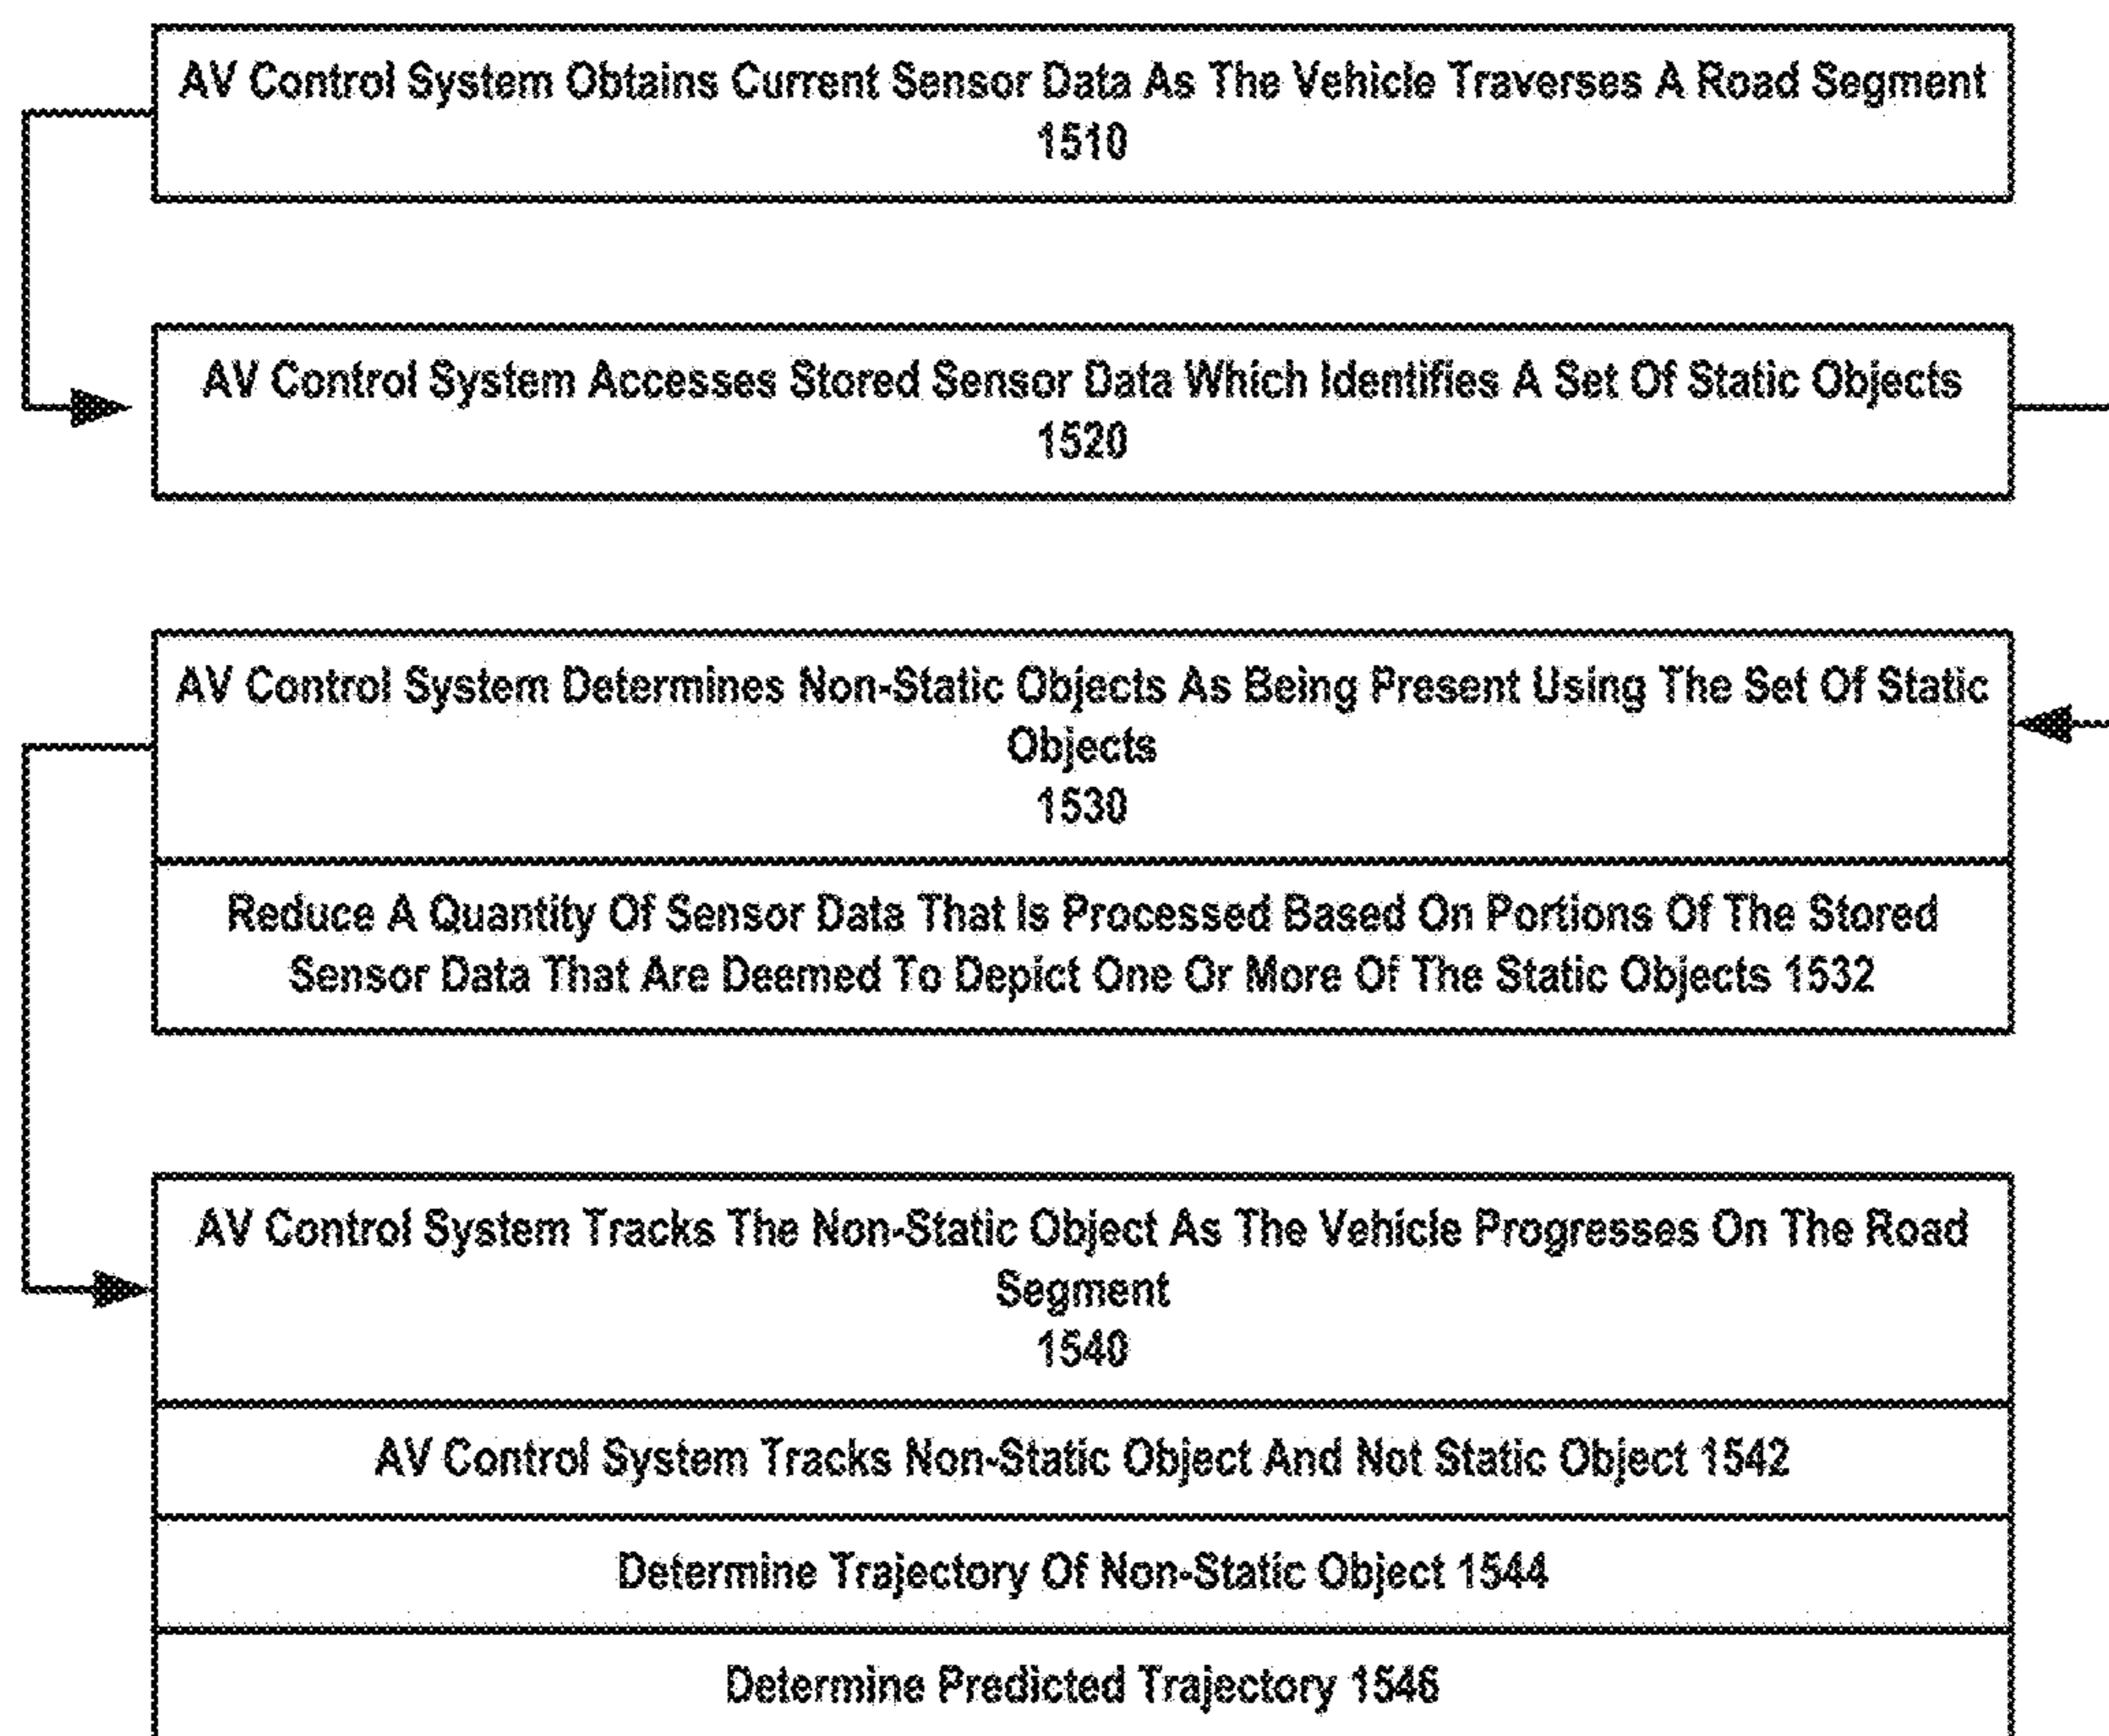 AV Control System Obtains Current Sensor Data As The Vehicle Traverses A Road Segment
1510
AV Control System Accesses Stored Sensor Data Which Identifies A Set Of Static Objects
1520
AV Control System Determines Non-Static Objects As Being Present Using The Set Of Static
Objects
1530
Reduce A Quantity Of Sensor Data That Is Processed Based On Portions Of The Stored
Sensor Data That Are Deemed To Depict One Or More Of The Static Objects 1532
AV Control System Tracks The Non-Static Object As The Vehicle Progresses On The Road
Segment
1540
AV Control System Tracks Non-Static Object And Not Static Object 1542
Determine Trajectory Of Non-Static Object 1544
Determine Predicted Trajectory 1546